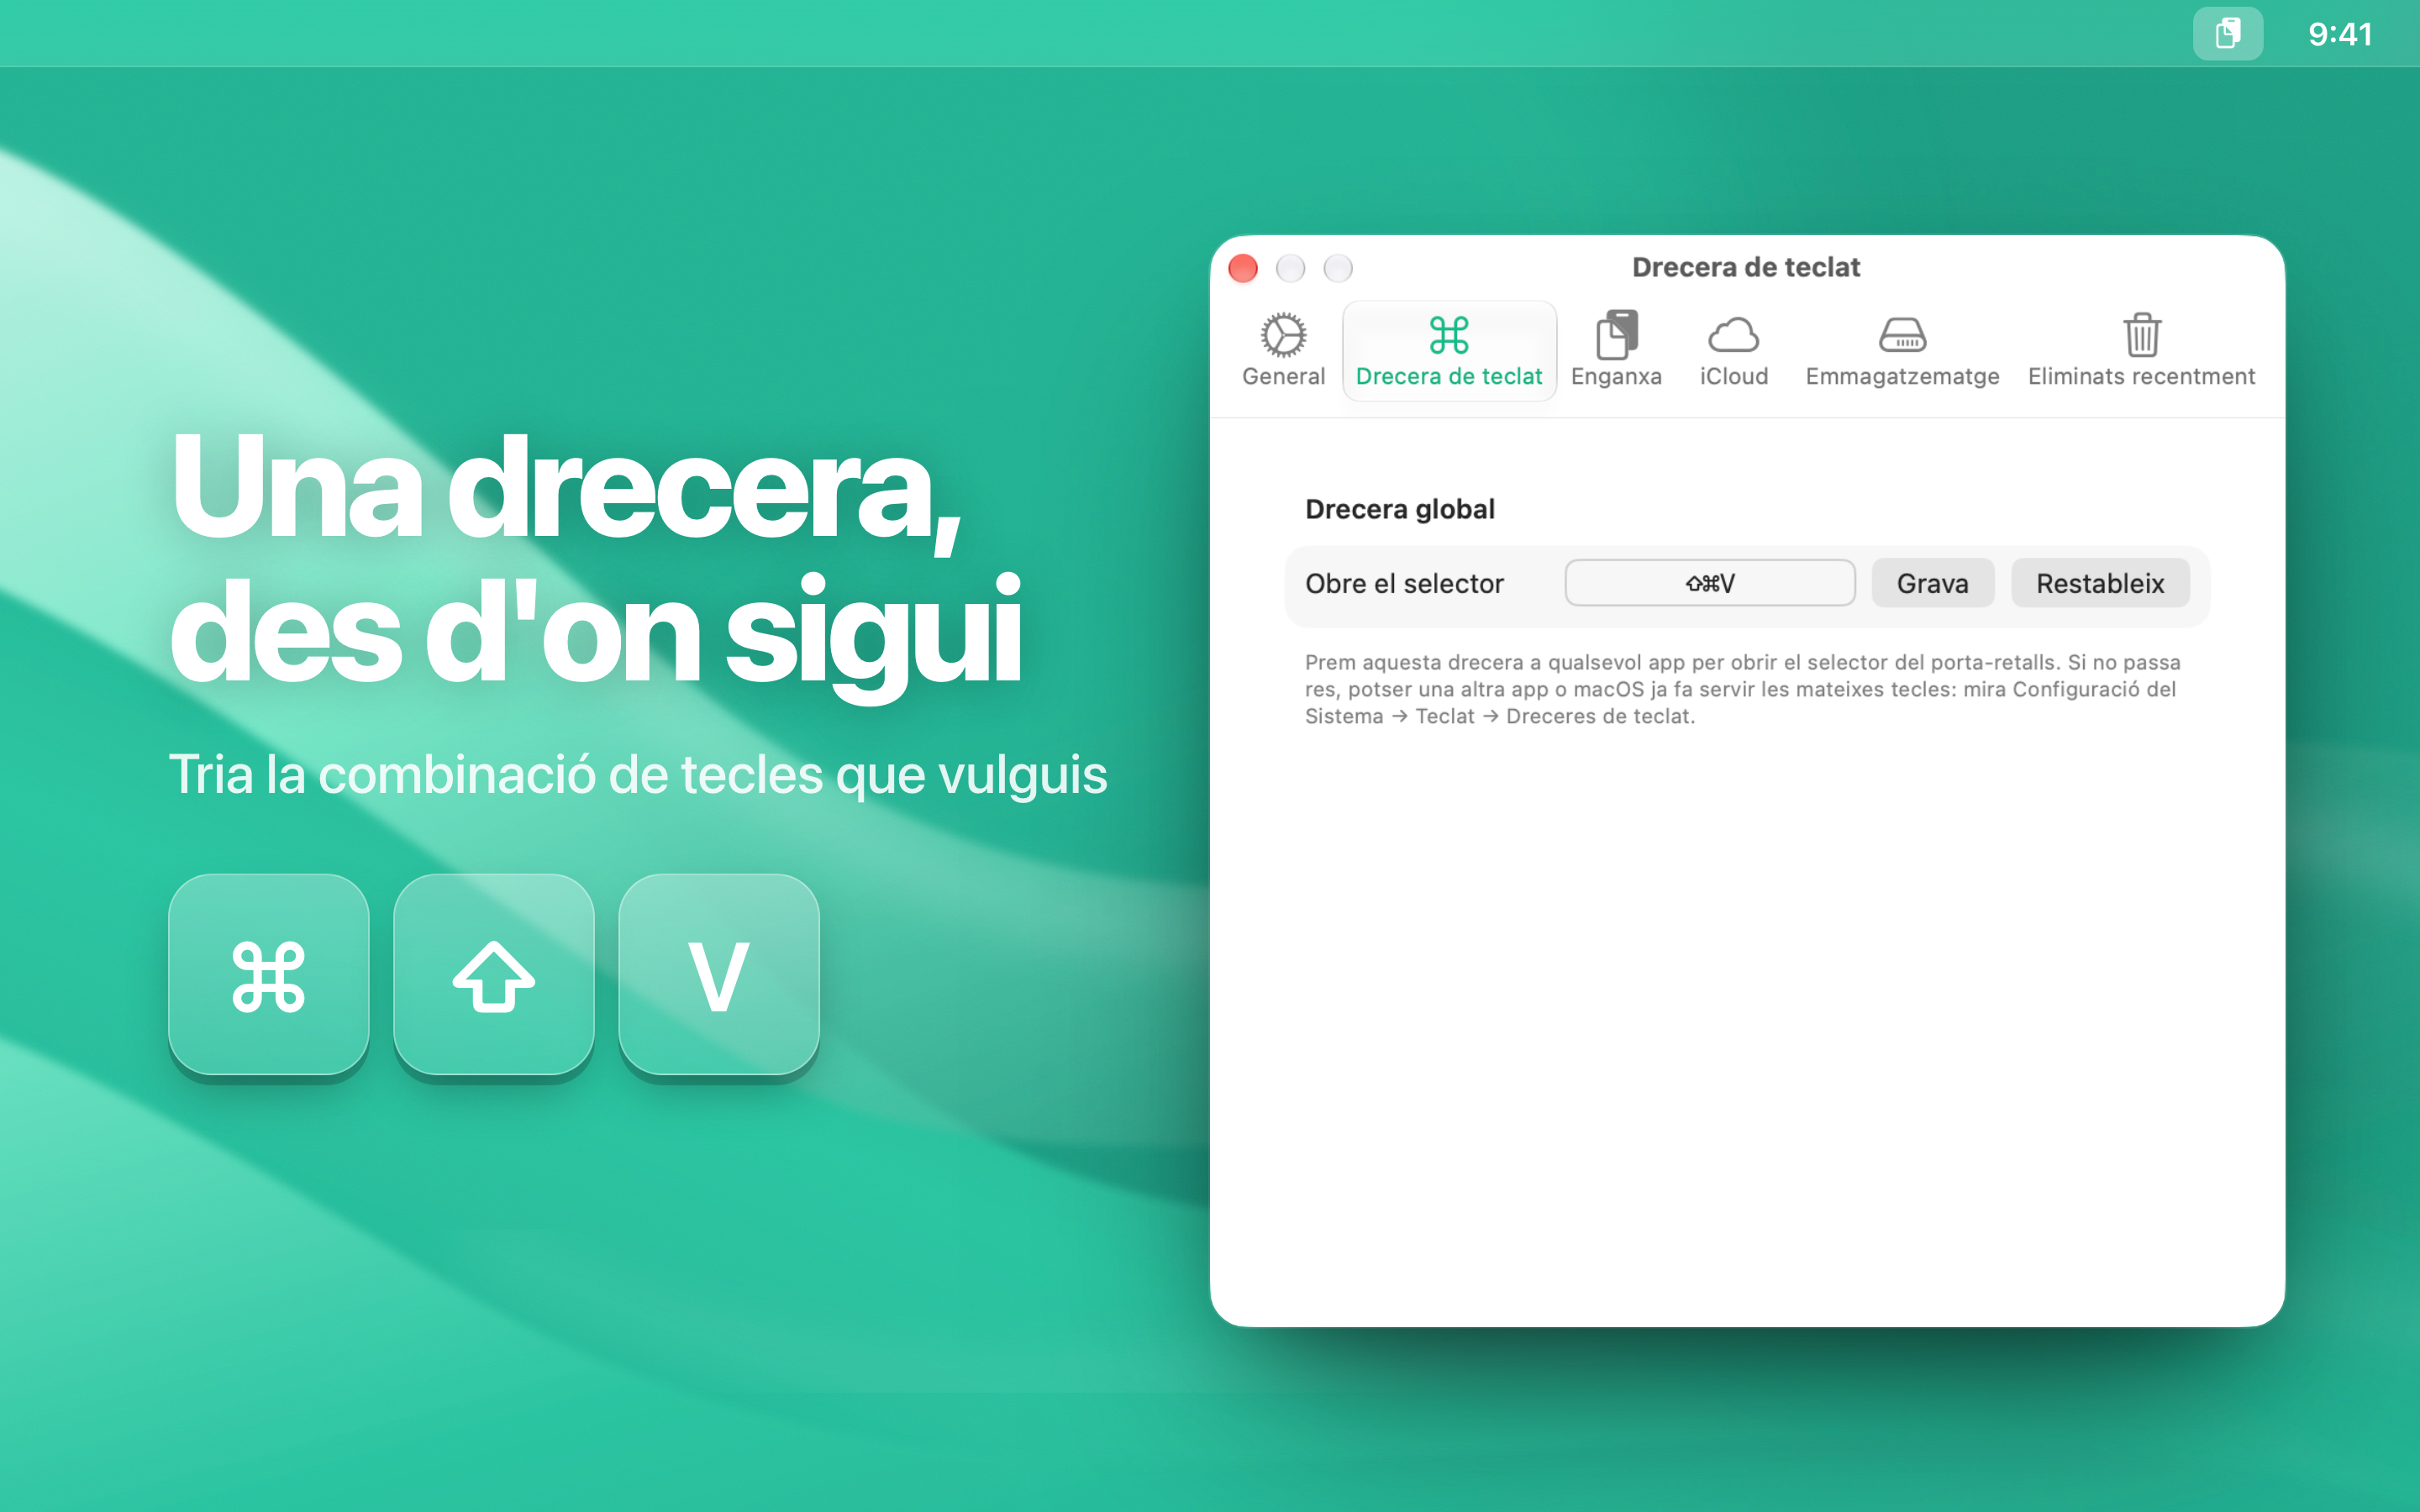 9:41
Una drecera,
des d'on sigui
Tria la combinació de tecles que vulguis
⌘ ⇧ V
Drecera de teclat
General Drecera de teclat Enganxa iCloud Emmagatzematge Eliminats recentment
Drecera global
Obre el selector ⇧⌘V Grava Restableix
Prem aquesta drecera a qualsevol app per obrir el selector del porta-retalls. Si no passa
res, potser una altra app o macOS ja fa servir les mateixes tecles: mira Configuració del
Sistema → Teclat → Dreceres de teclat.